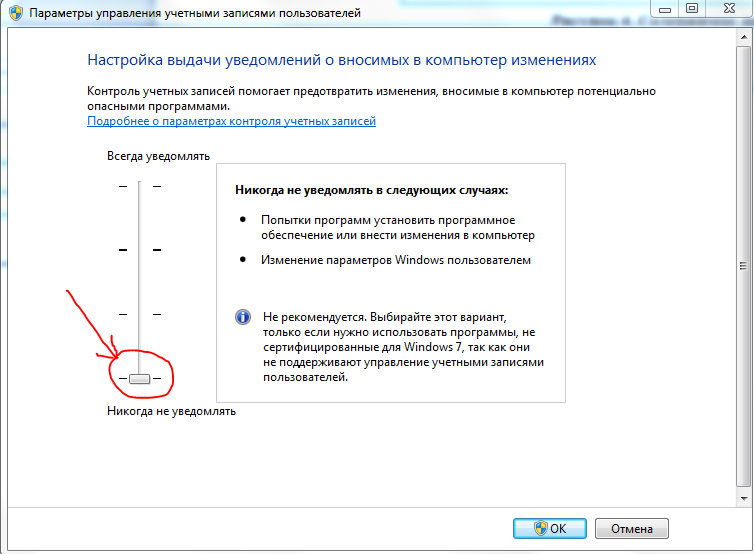 Параметры управления учетными записями пользователей
Настройка выдачи уведомлений о вносимых в компьютер изменениях
Контроль учетных записей помогает предотвратить изменения, вносимые в компьютер потенциально
опасными программами.
Подробнее о параметрах контроля учетных записей
Всегда уведомлять
Никогда не уведомлять в следующих случаях:
Попытки программ установить программное
обеспечение или внести изменения в компьютер
Изменение параметров Windows пользователем
Не рекомендуется. Выбирайте этот вариант,
только если нужно использовать программы, не
сертифицированные для Windows 7, так как они
не поддерживают управление учетными записями
пользователей.
Никогда не уведомлять
OK
Отмена